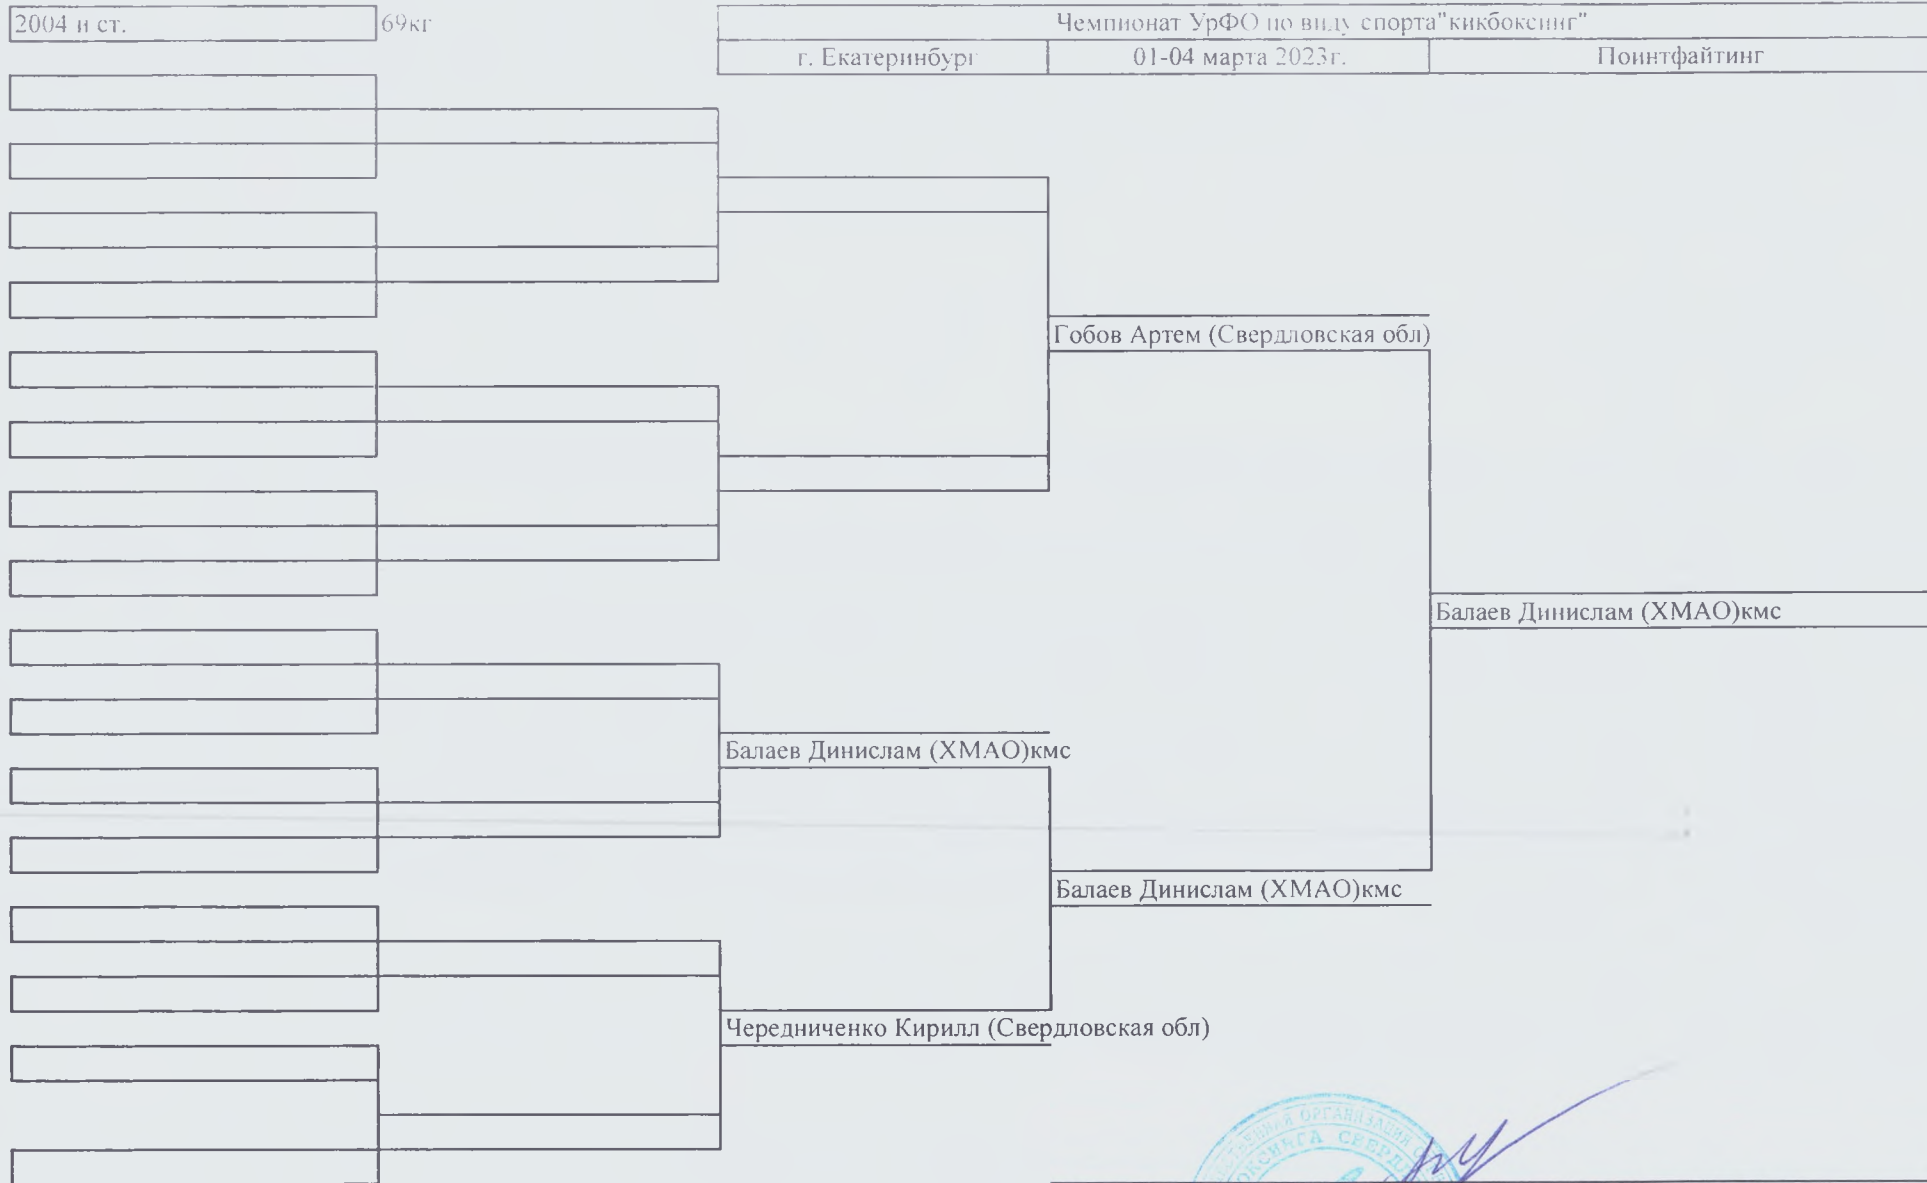 2004 и ст.
69кг
Чемпионат УрФО по виду спорта"кикбоксинг"
г. Екатеринбург
01-04 марта 2023г.
Поинтфайтинг
Гобов Артем (Свердловская обл)
Балаев Динислам (ХМАО)кмс
Балаев Динислам (ХМАО)кмс
Балаев Динислам (ХМАО)кмс
Чередниченко Кирилл (Свердловская обл)
ОРГАНИЗАЦИЯ